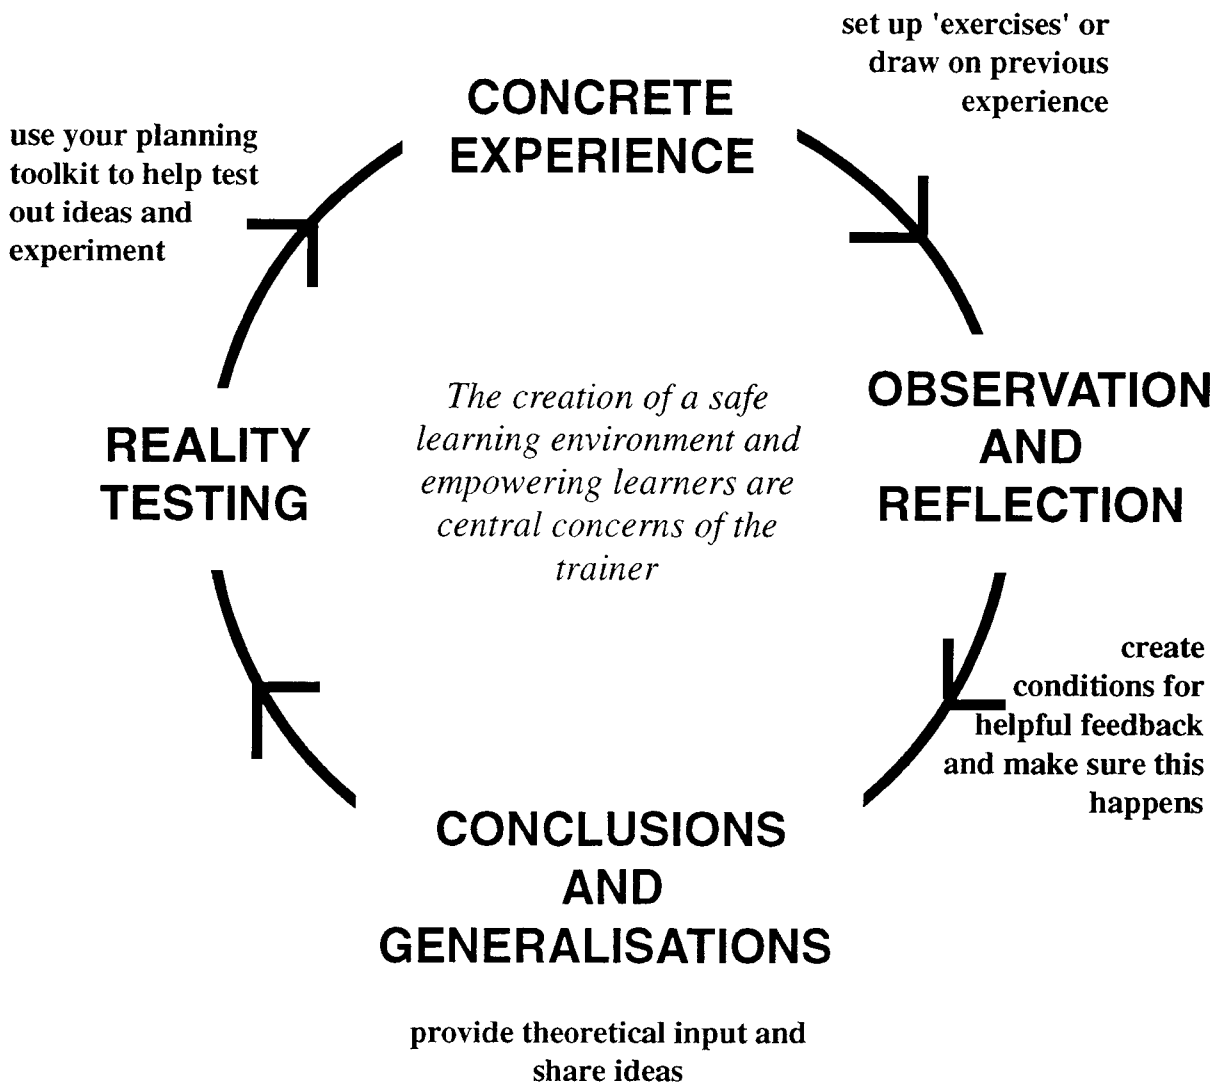 set up 'exercises' or
draw on previous
experience
CONCRETE
EXPERIENCE
use your planning
toolkit to help test
out ideas and
experiment
OBSERVATION
AND
REFLECTION
The creation of a safe
learning environment and
empowering learners are
central concerns of the
trainer
REALITY
TESTING
create
conditions for
helpful feedback
and make sure this
happens
CONCLUSIONS
AND
GENERALISATIONS
provide theoretical input and
share ideas